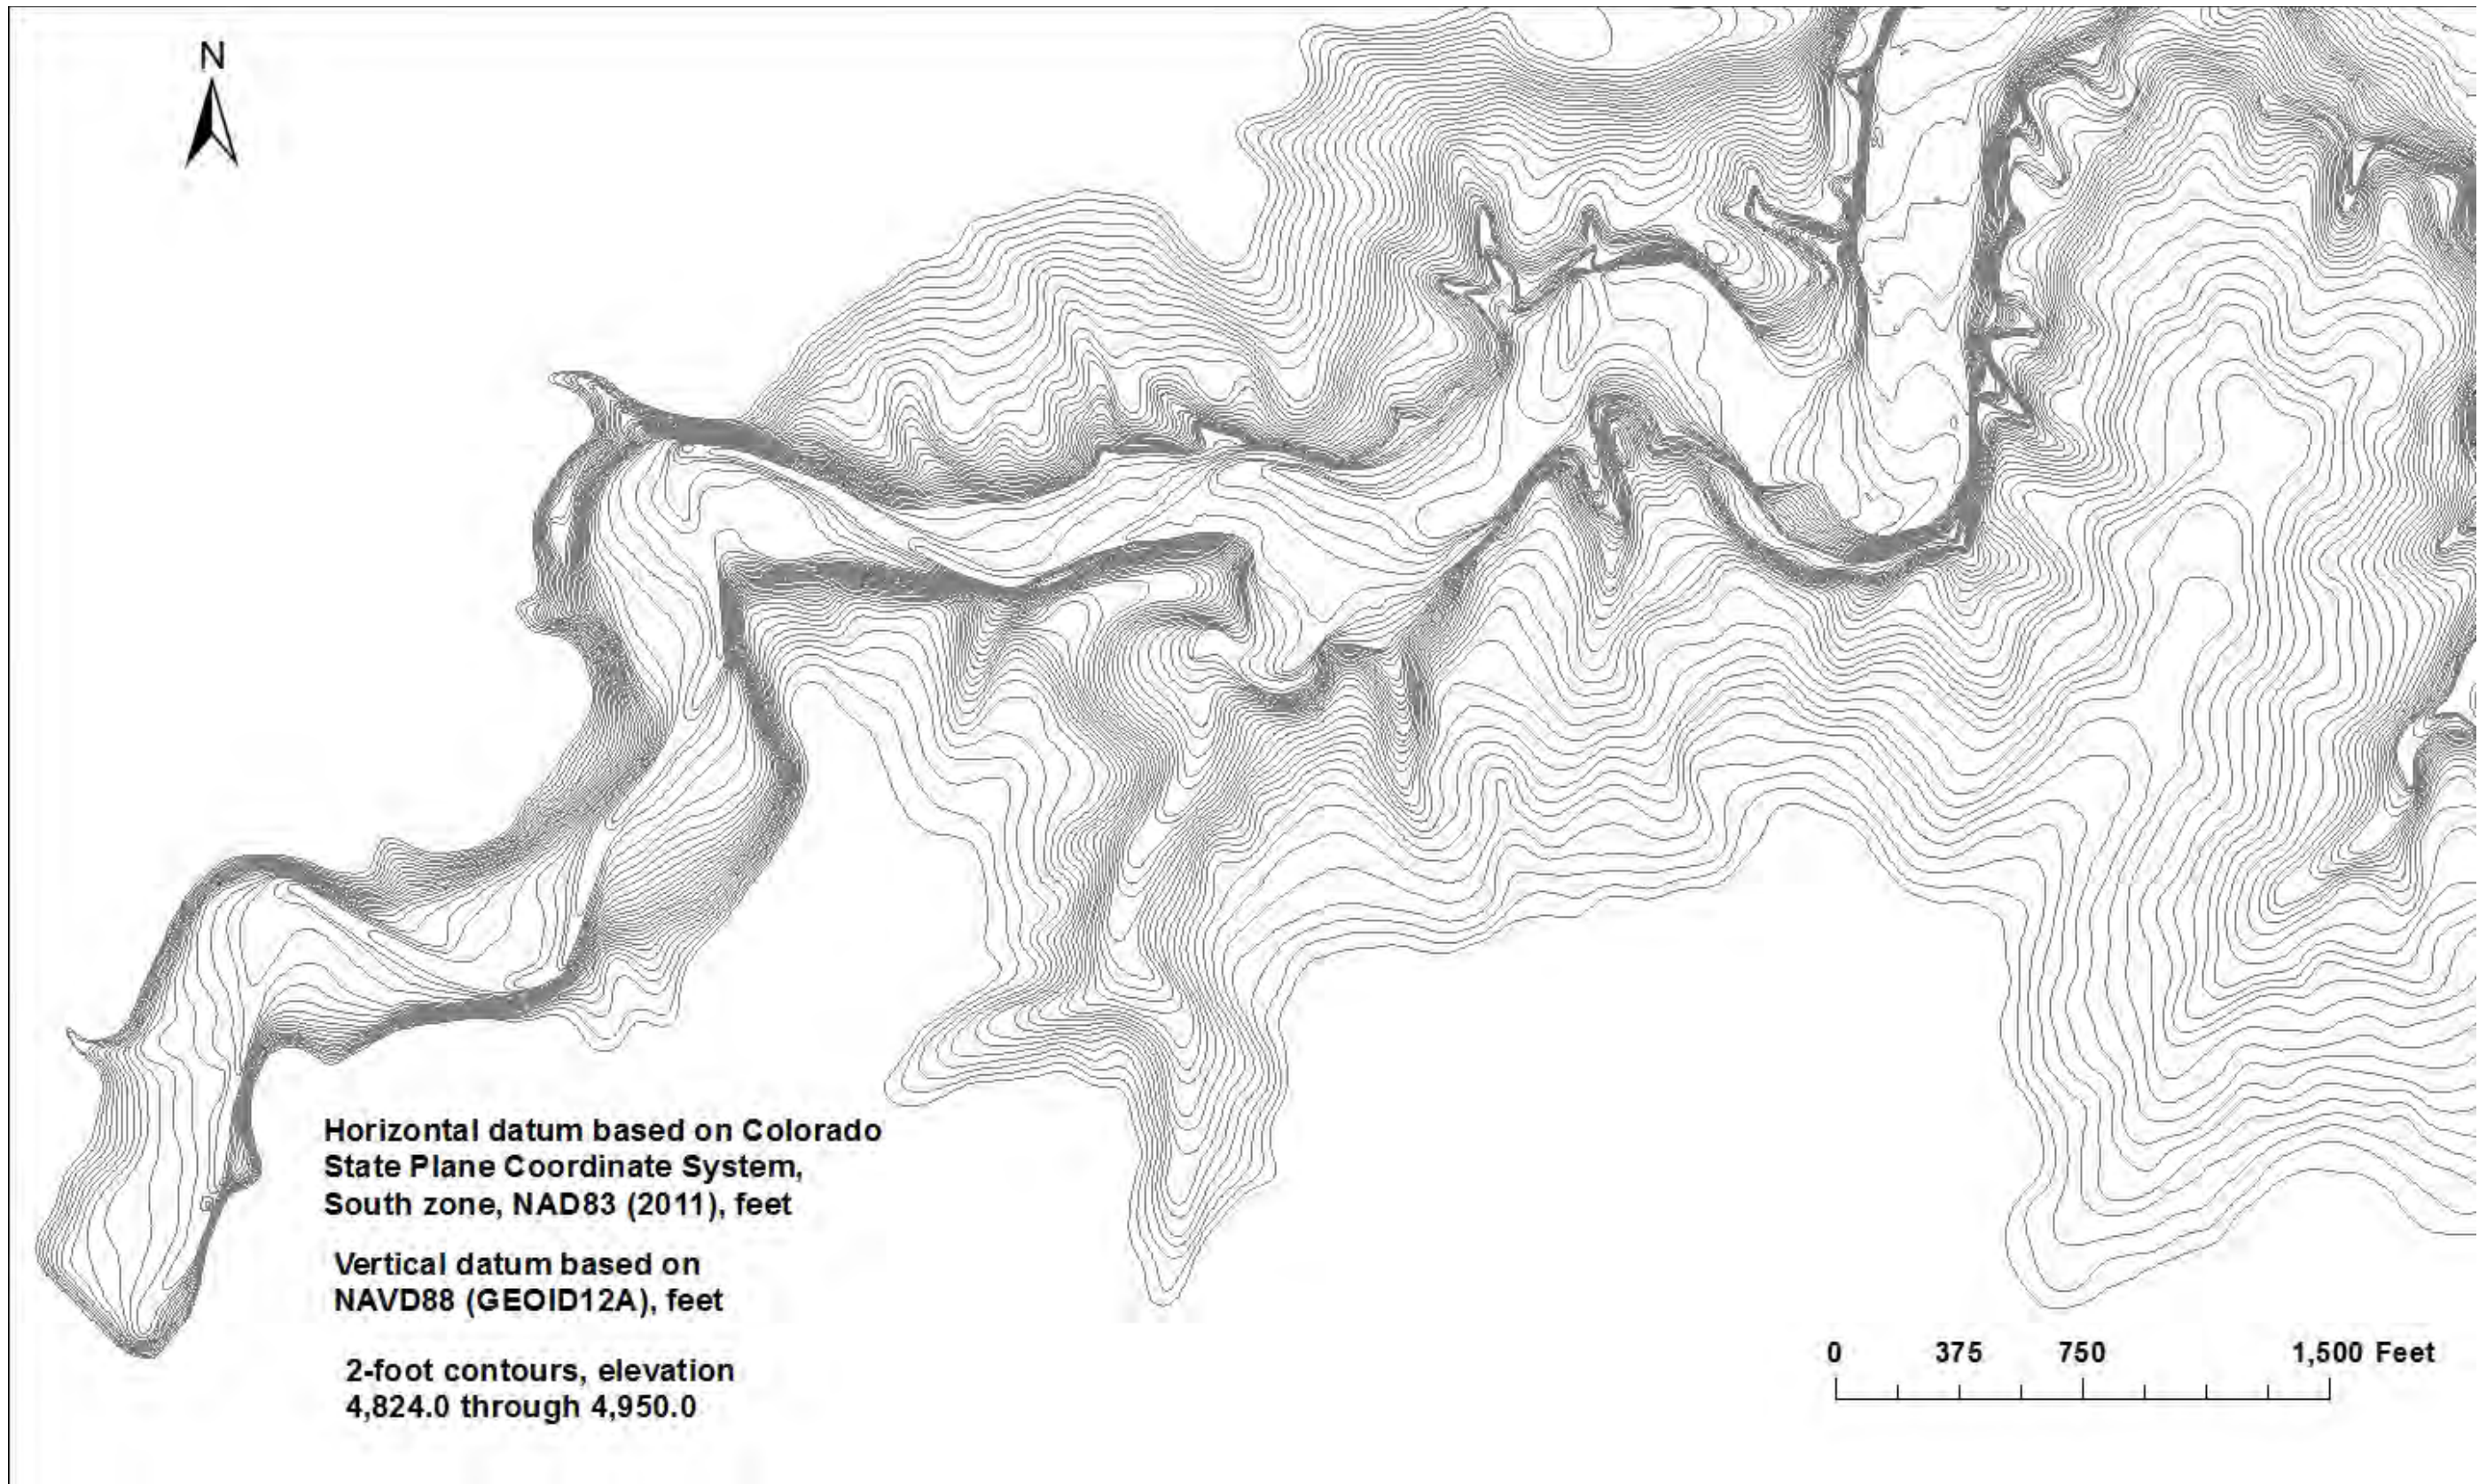 N
Horizontal datum based on Colorado
State Plane Coordinate System,
South zone, NAD83 (2011), feet
Vertical datum based on
NAVD88 (GEOID12A), feet
2-foot contours, elevation
4,824.0 through 4,950.0
0 375 750 1,500 Feet